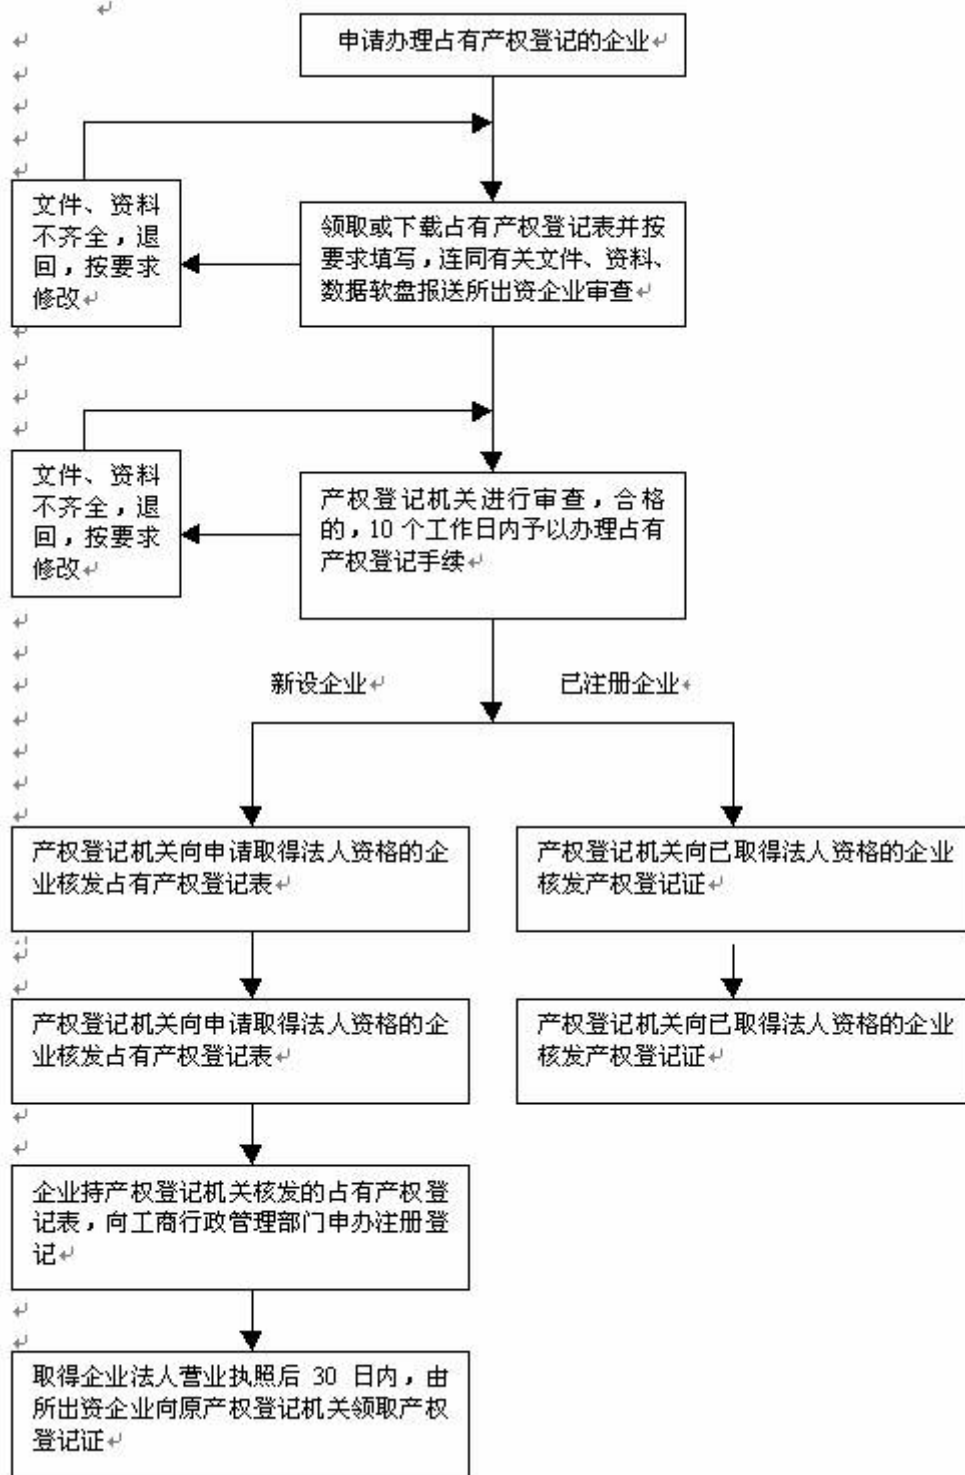 申请办理占有产权登记的企业
文件、资料
不齐全，退
回，按要求
修改
领取或下载占有产权登记表并按
要求填写，连同有关文件、资料、
数据软盘报送所出资企业审查
文件、资料
不齐全，退
回，按要求
修改
产权登记机关进行审查，合格
的，10 个工作日内予以办理占有
产权登记手续
新设企业
已注册企业
产权登记机关向申请取得法人资格的企
业核发占有产权登记表
产权登记机关向已取得法人资格的企业
核发产权登记证
产权登记机关向申请取得法人资格的企
业核发占有产权登记表
产权登记机关向已取得法人资格的企业
核发产权登记证
企业持产权登记机关核发的占有产权登
记表，向工商行政管理部门申办注册登
记
取得企业法人营业执照后 30 日内，由
所出资企业向原产权登记机关领取产权
登记证